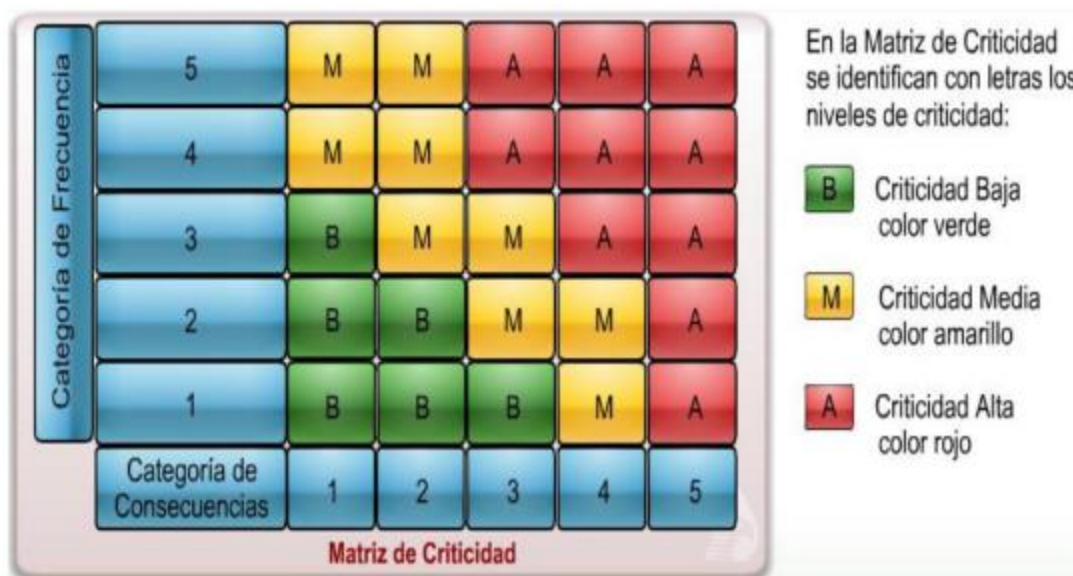 Categoría de Frecuencia
5 M M A A A
4 M M A A A
3 B M M A A
2 B B M M A
1 B B B M A
Categoría de
Consecuencias
1 2 3 4 5
Matriz de Criticidad
En la Matriz de Criticidad
se identifican con letras los
niveles de criticidad:
B Criticidad Baja
color verde
M Criticidad Media
color amarillo
A Criticidad Alta
color rojo